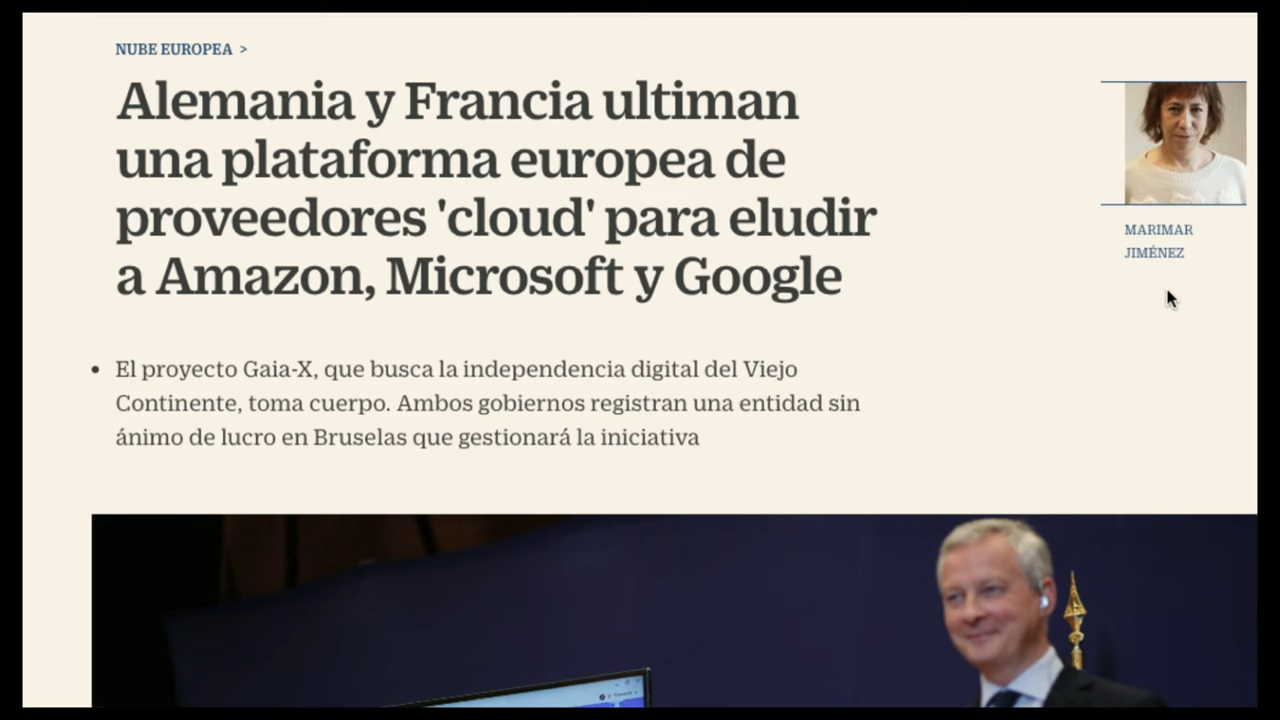 NUBE EUROPEA >
Alemania y Francia ultiman
una plataforma europea de
proveedores 'cloud' para eludir
a Amazon, Microsoft y Google
MARIMAR
JIMÉNEZ
• El proyecto Gaia-X, que busca la independencia digital del Viejo
Continente, toma cuerpo. Ambos gobiernos registran una entidad sin
ánimo de lucro en Bruselas que gestionará la iniciativa